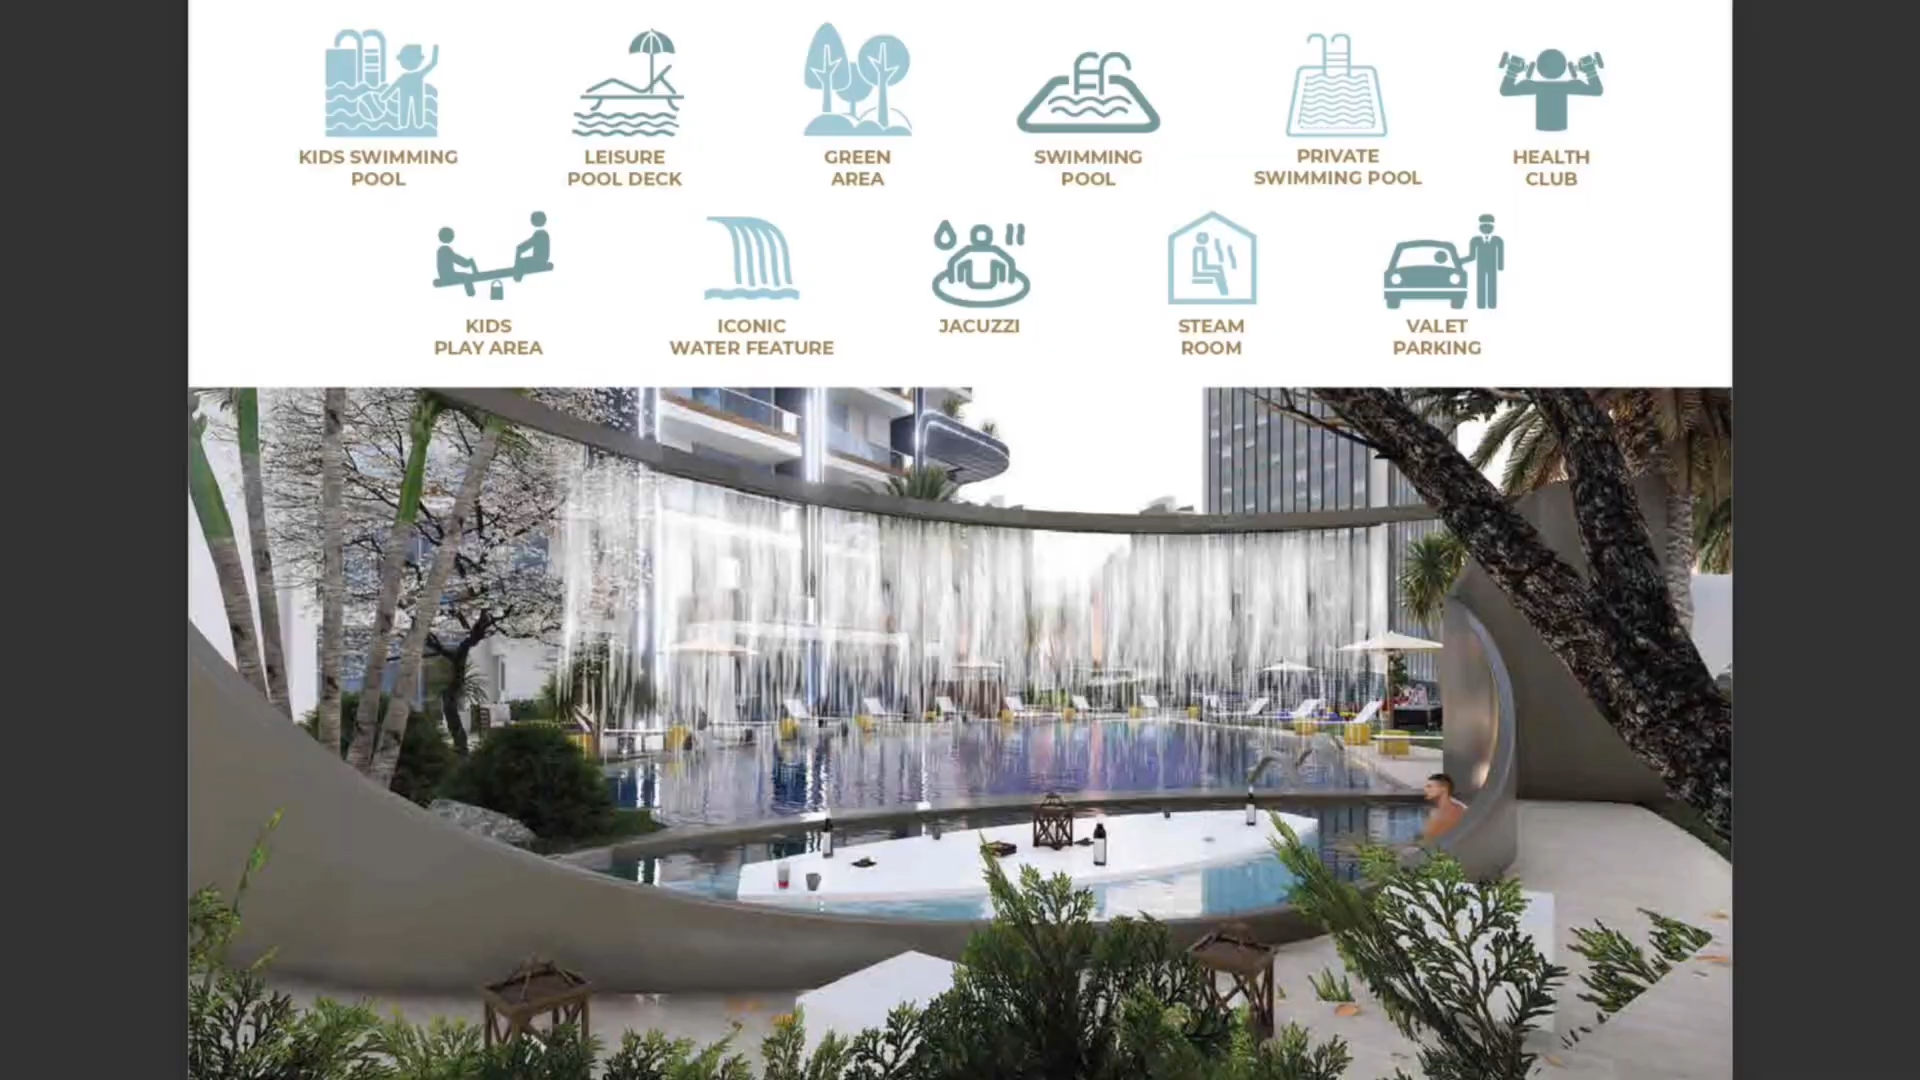 KIDS SWIMMING
POOL
LEISURE
POOL DECK
GREEN
AREA
SWIMMING
POOL
PRIVATE
SWIMMING POOL
HEALTH
CLUB
KIDS
PLAY AREA
ICONIC
WATER FEATURE
JACUZZI
STEAM
ROOM
VALET
PARKING